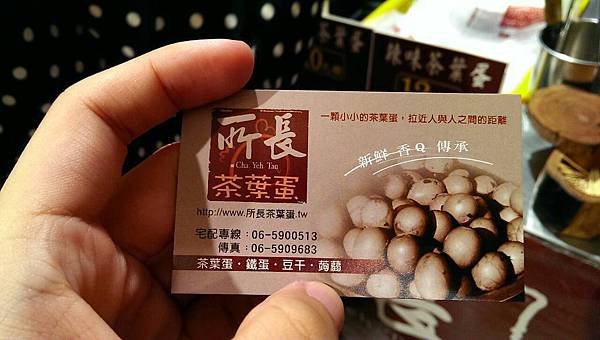 茶葉蛋
辣味茶葉蛋
所長
Cha Yeh Tan
茶葉蛋
一顆小小的茶葉蛋，拉近人與人之間的距離
新鮮 香Q 傳承
http://www.所長茶葉蛋.tw
宅配專線：06-5900513
傳真：06-5909683
茶葉蛋・鐵蛋・豆干・蒟蒻